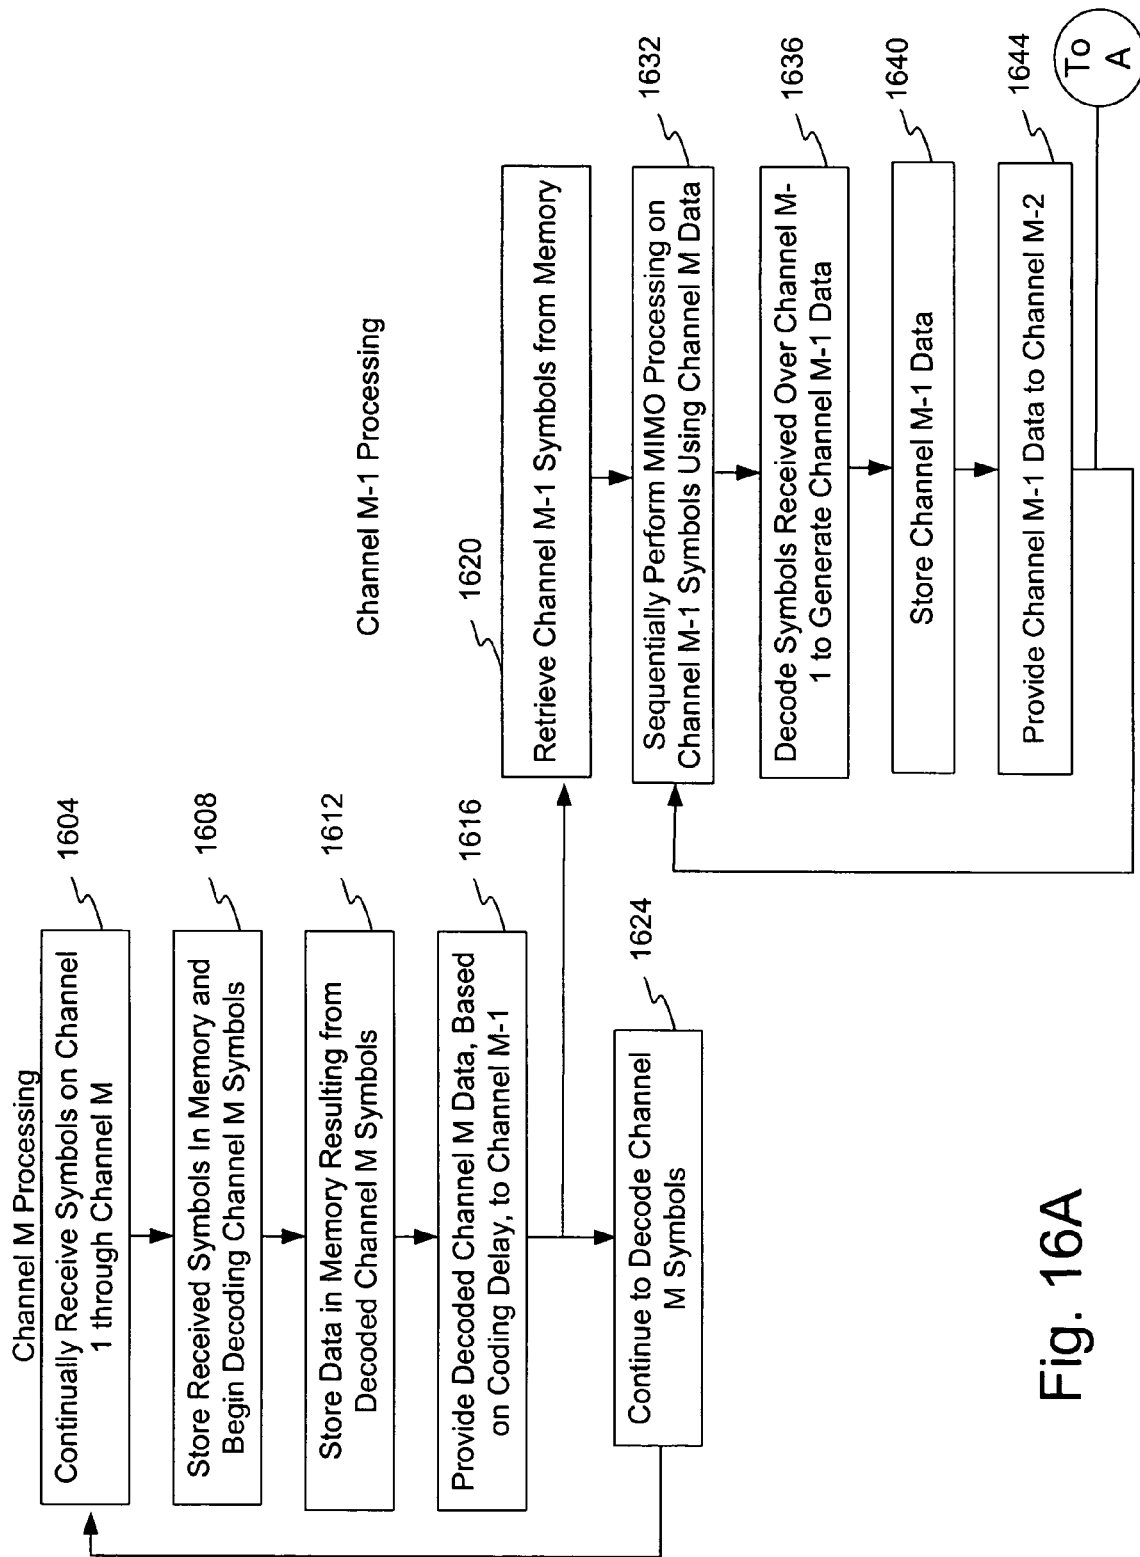 Channel M Processing
Continually Receive Symbols on Channel
1 through Channel M
1604
Store Received Symbols In Memory and
Begin Decoding Channel M Symbols
1608
Store Data in Memory Resulting from
Decoded Channel M Symbols
1612
Provide Decoded Channel M Data, Based
on Coding Delay, to Channel M-1
1616
Continue to Decode Channel
M Symbols
1624
Channel M-1 Processing
1620
Retrieve Channel M-1 Symbols from Memory
Sequentially Perform MIMO Processing on
Channel M-1 Symbols Using Channel M Data
1632
Decode Symbols Received Over Channel M-
1 to Generate Channel M-1 Data
1636
Store Channel M-1 Data
1640
Provide Channel M-1 Data to Channel M-2
1644
To
A
Fig. 16A